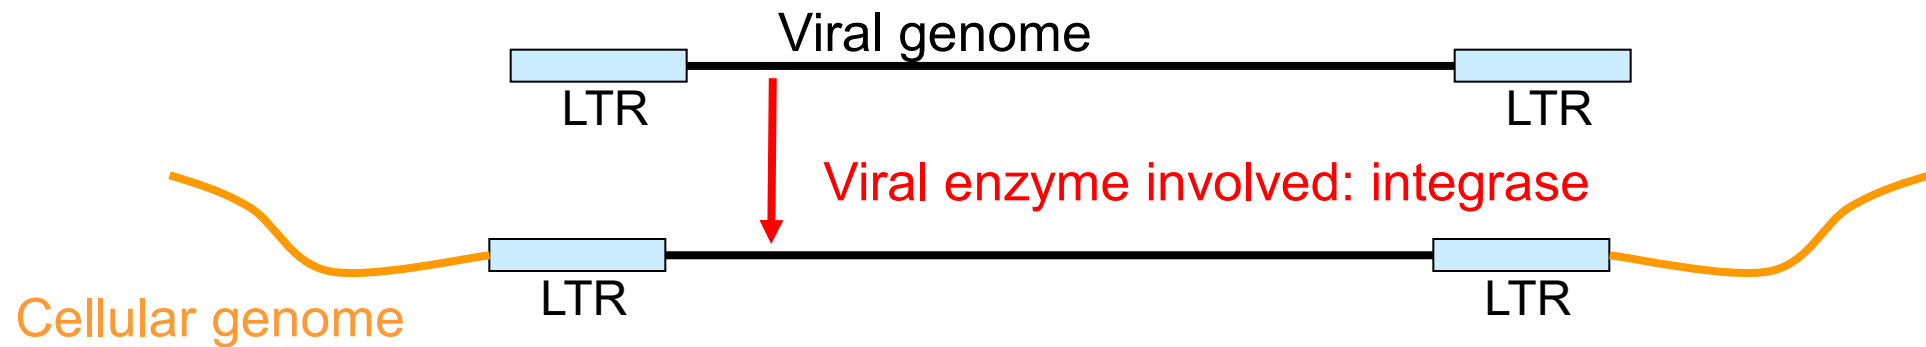 Viral genome
LTR
LTR
Viral enzyme involved: integrase
LTR
LTR
Cellular genome